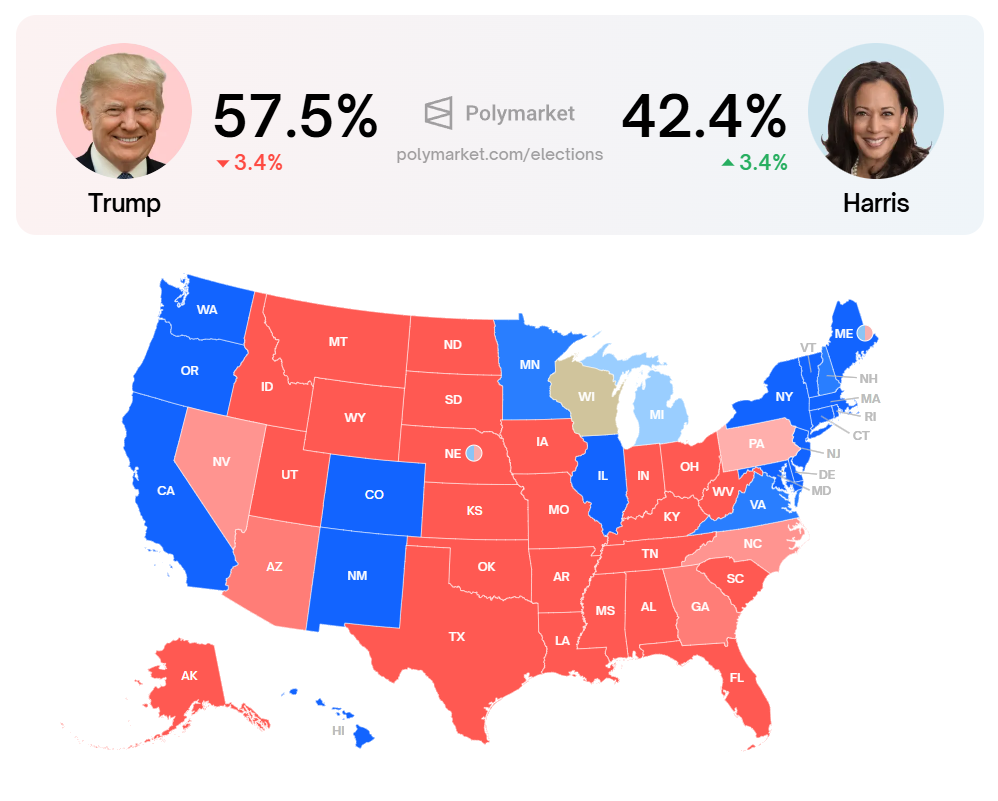 57.5%
Polymarket
42.4%
polymarket.com/elections
3.4%
3.4%
Trump
Harris
WA
MT
ND
MN
ME
VT
OR
ID
SD
WI
MI
NH
NY
MA
RI
WY
CT
IA
PA
NE
NJ
NV
UT
CO
IL
IN
OH
DE
CA
WV
MD
VA
KS
MO
KY
NC
AZ
NM
OK
AR
TN
SC
MS
AL
GA
TX
LA
AK
FL
HI